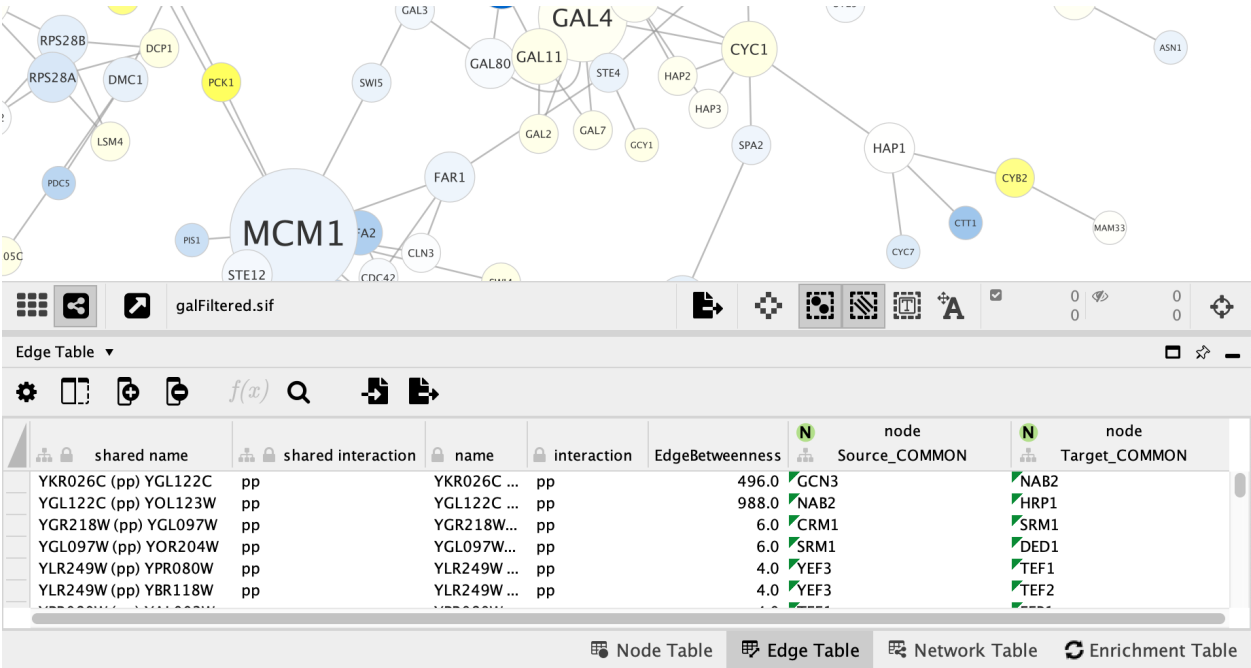 GAL3
GAL4
RPS28B
DCP1
CYC1
ASN1
GAL80
GAL11
RPS28A
DMC1
PCK1
SWI5
STE4
HAP2
HAP3
LSM4
GAL2
GAL7
GCY1
SPA2
HAP1
PDC5
FAR1
CYB2
CTT1
MAM33
PIS1
MCM1
FA2
CLN3
CYC7
05C
STE12
CDC42
galFiltered.sif
0 0
0 0
Edge Table
f(x)
N node N node
shared name shared interaction name interaction EdgeBetweenness Source_COMMON Target_COMMON
YKR026C (pp) YGL122C pp YKR026C ... pp 496.0 GCN3 NAB2
YGL122C (pp) YOL123W pp YGL122C ... pp 988.0 NAB2 HRP1
YGR218W (pp) YGL097W pp YGR218W... pp 6.0 CRM1 SRM1
YGL097W (pp) YOR204W pp YGL097W... pp 6.0 SRM1 DED1
YLR249W (pp) YPR080W pp YLR249W ... pp 4.0 YEF3 TEF1
YLR249W (pp) YBR118W pp YLR249W ... pp 4.0 YEF3 TEF2
Node Table Edge Table Network Table Enrichment Table